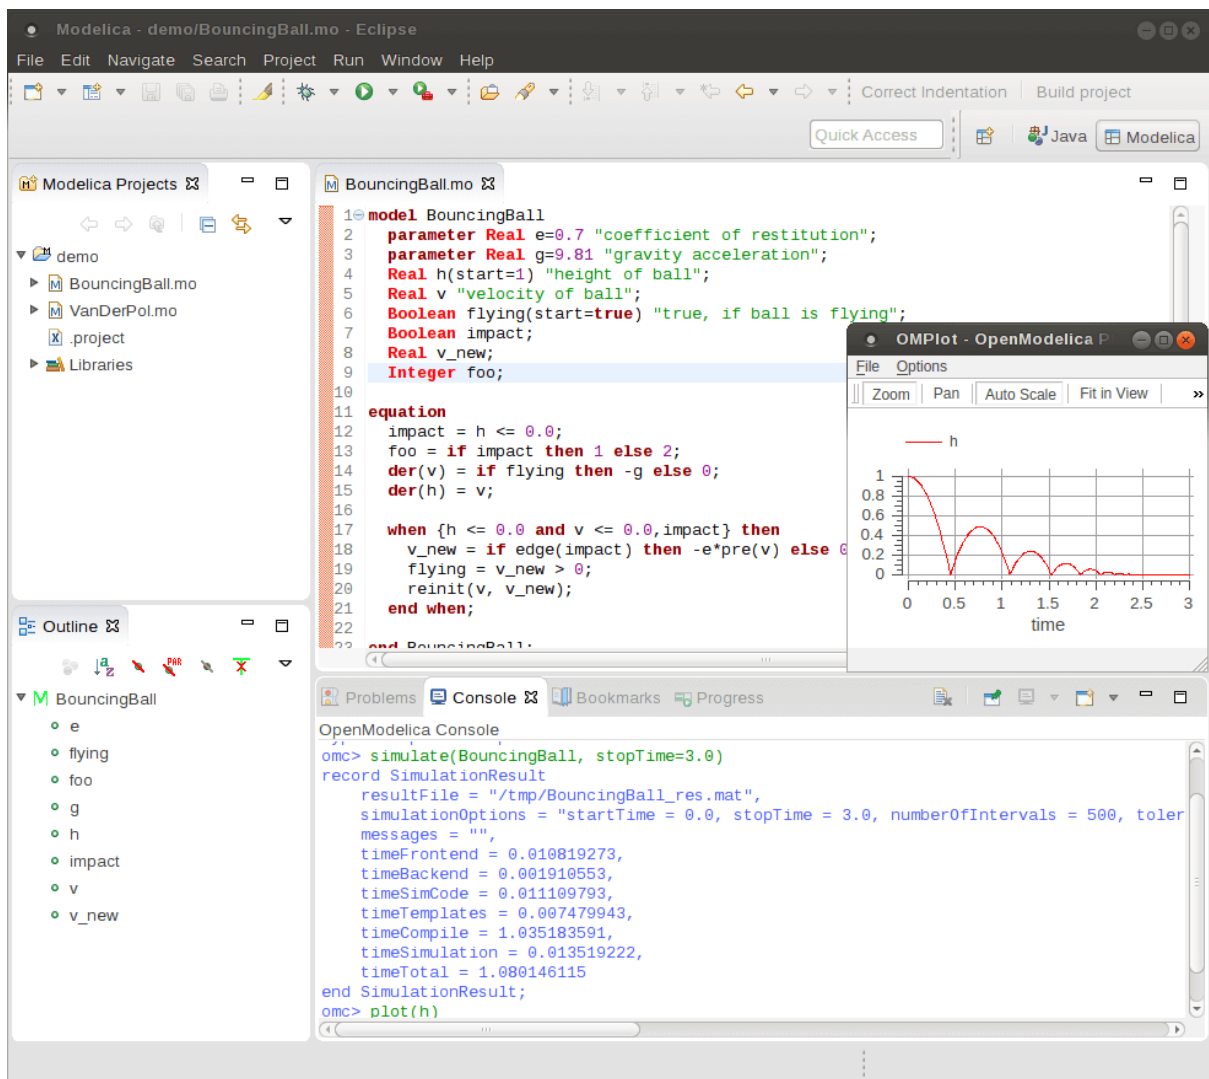 Modelica - demo/BouncingBall.mo - Eclipse
File Edit Navigate Search Project Run Window Help
Correct Indentation Build project
Quick Access Java Modelica
Modelica Projects
demo
BouncingBall.mo
VanDerPol.mo
.project
Libraries
BouncingBall.mo
1 model BouncingBall
2 parameter Real e=0.7 "coefficient of restitution";
3 parameter Real g=9.81 "gravity acceleration";
4 Real h(start=1) "height of ball";
5 Real v "velocity of ball";
6 Boolean flying(start=true) "true, if ball is flying";
7 Boolean impact;
8 Real v_new;
9 Integer foo;
10
11 equation
12 impact = h <= 0.0;
13 foo = if impact then 1 else 2;
14 der(v) = if flying then -g else 0;
15 der(h) = v;
16
17 when {h <= 0.0 and v <= 0.0,impact} then
18 v_new = if edge(impact) then -e*pre(v) else 0
19 flying = v_new > 0;
20 reinit(v, v_new);
21 end when;
22
23 end BouncingBall;
OMPlot - OpenModelica P
File Options
Zoom Pan Auto Scale Fit in View »
h
1
0.8
0.6
0.4
0.2
0
0 0.5 1 1.5 2 2.5 3
time
Outline
BouncingBall
e
flying
foo
g
h
impact
v
v_new
Problems Console Bookmarks Progress
OpenModelica Console
omc> simulate(BouncingBall, stopTime=3.0)
record SimulationResult
resultFile = "/tmp/BouncingBall_res.mat",
simulationOptions = "startTime = 0.0, stopTime = 3.0, numberOfIntervals = 500, toler
messages = "",
timeFrontend = 0.010819273,
timeBackend = 0.001910553,
timeSimCode = 0.011109793,
timeTemplates = 0.007479943,
timeCompile = 1.035183591,
timeSimulation = 0.013519222,
timeTotal = 1.080146115
end SimulationResult;
omc> plot(h)